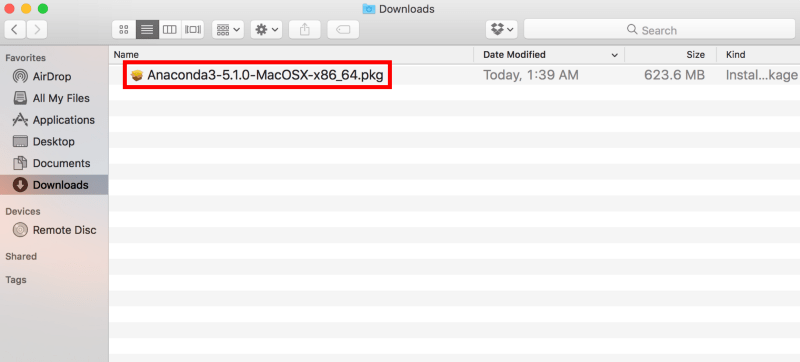 Downloads
Search
Favorites
AirDrop
All My Files
Applications
Desktop
Documents
Downloads
Devices
Remote Disc
Shared
Tags
Name Date Modified Size Kind
Anaconda3-5.1.0-MacOSX-x86_64.pkg Today, 1:39 AM 623.6 MB Instal...kage